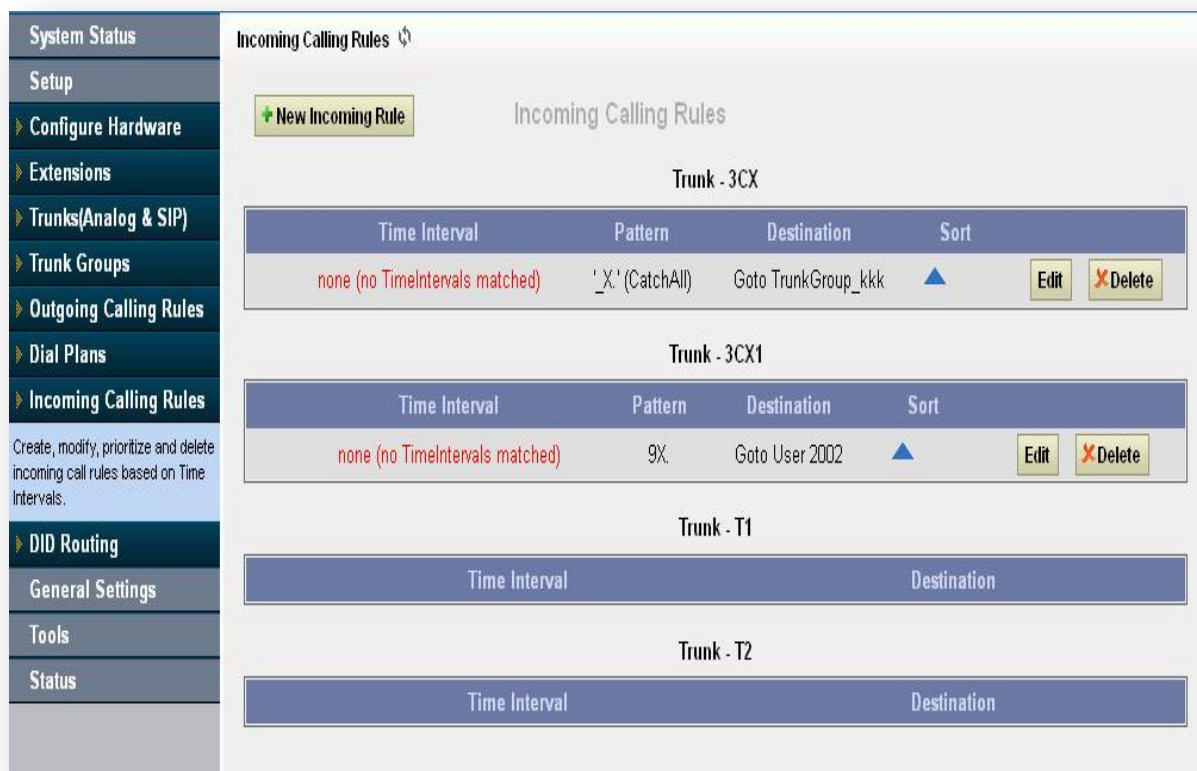 System Status
Setup
Configure Hardware
Extensions
Trunks(Analog & SIP)
Trunk Groups
Outgoing Calling Rules
Dial Plans
Incoming Calling Rules
Create, modify, prioritize and delete
incoming call rules based on Time
Intervals.
DID Routing
General Settings
Tools
Status
Incoming Calling Rules
New Incoming Rule
Incoming Calling Rules
Trunk - 3CX
Time Interval Pattern Destination Sort
none (no TimeIntervals matched) '_X.' (CatchAll) Goto TrunkGroup_kkk Edit Delete
Trunk - 3CX1
Time Interval Pattern Destination Sort
none (no TimeIntervals matched) 9X. Goto User 2002 Edit Delete
Trunk - T1
Time Interval Destination
Trunk - T2
Time Interval Destination